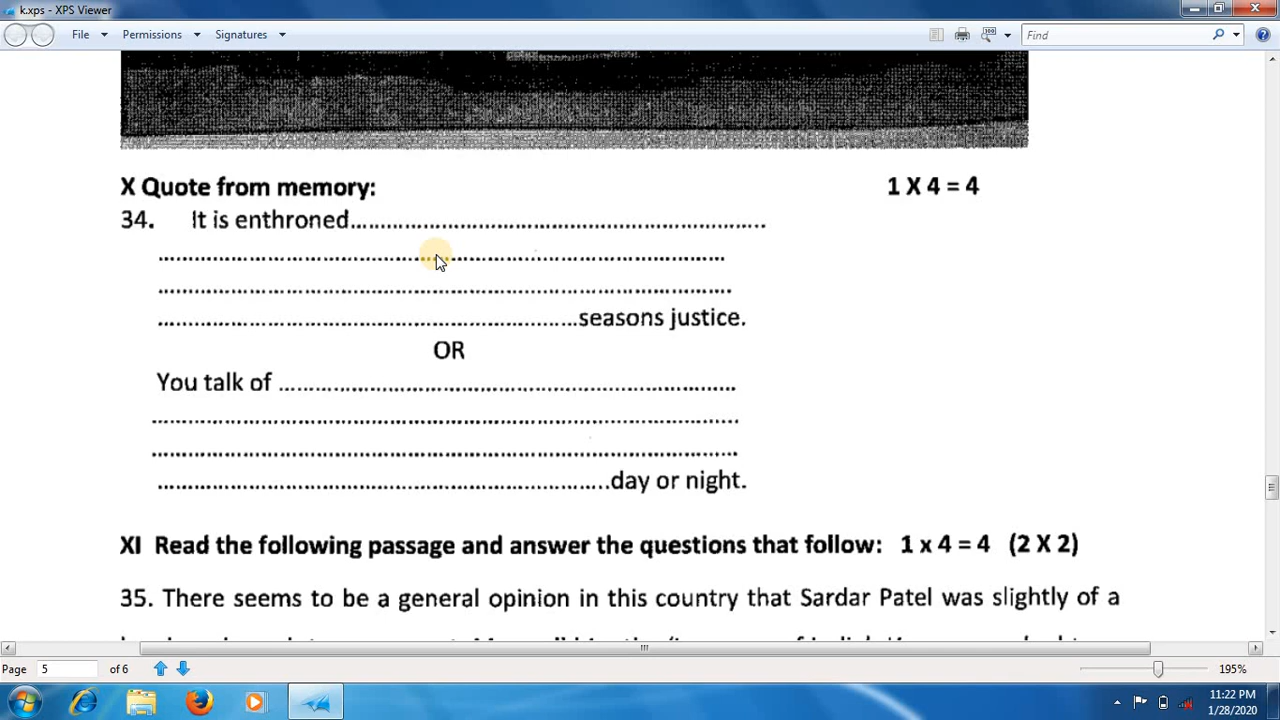 k.xps - XPS Viewer
File Permissions Signatures Find
X Quote from memory: 1 X 4 = 4
34. It is enthroned....................................................................
..............................................................................
..............................................................................
.........................................................seasons justice.
OR
You talk of ..............................................................
..............................................................................
..............................................................................
.............................................................day or night.
XI Read the following passage and answer the questions that follow: 1 x 4 = 4 (2 X 2)
35. There seems to be a general opinion in this country that Sardar Patel was slightly of a
Page 5 of 6 195%
11:22 PM
1/28/2020